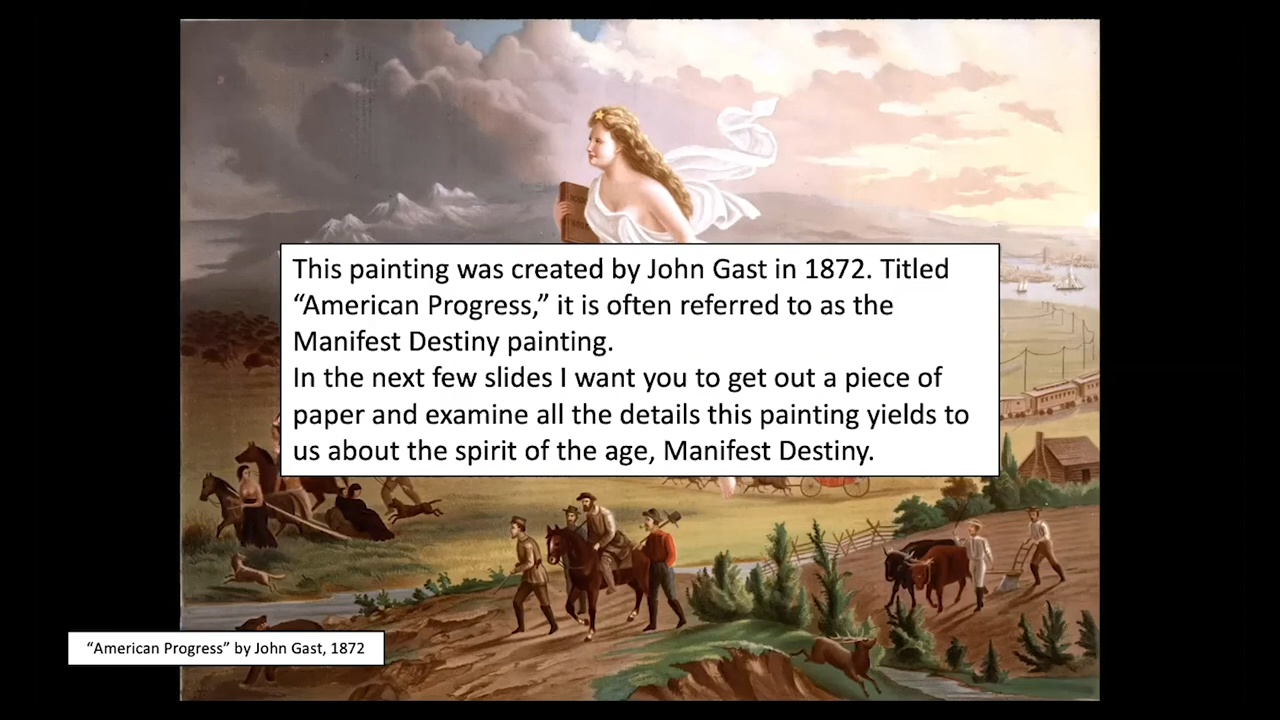 This painting was created by John Gast in 1872. Titled
“American Progress,” it is often referred to as the
Manifest Destiny painting.
In the next few slides I want you to get out a piece of
paper and examine all the details this painting yields to
us about the spirit of the age, Manifest Destiny.
“American Progress” by John Gast, 1872